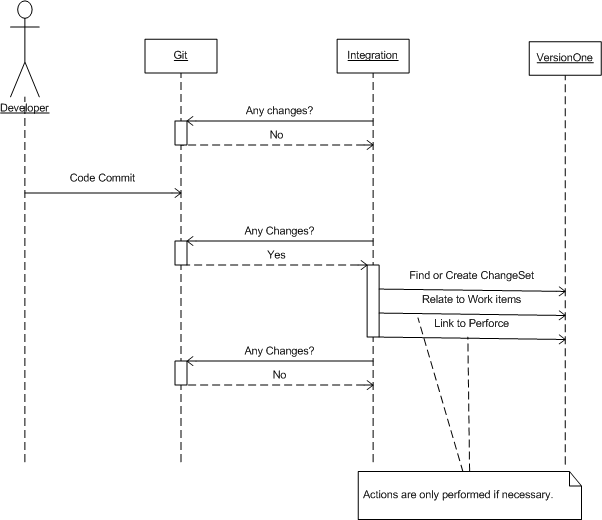 Git
Integration
VersionOne
Developer
Any changes?
No
Code Commit
Any Changes?
Yes
Find or Create ChangeSet
Relate to Work items
Link to Perforce
Any Changes?
No
Actions are only performed if necessary.